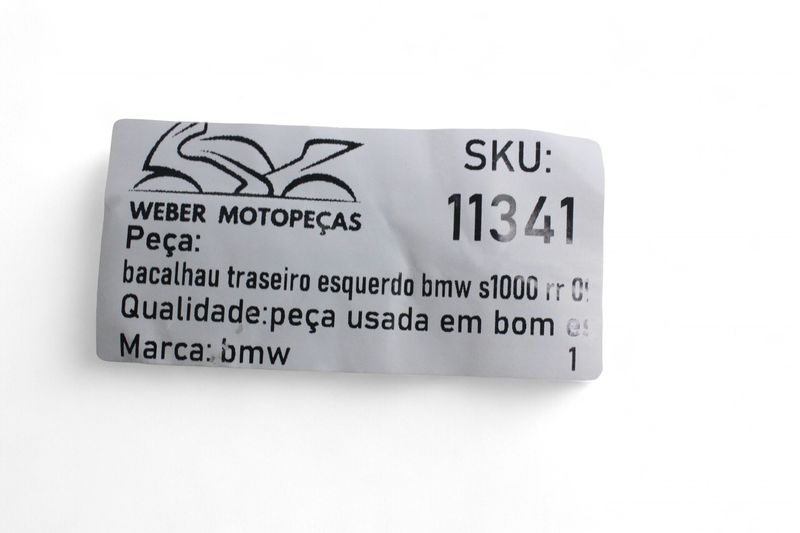 SKU:
11341
WEBER MOTOPEÇAS
Peça:
bacalhau traseiro esquerdo bmw s1000 rr
Qualidade:peça usada em bom
Marca: bmw
1